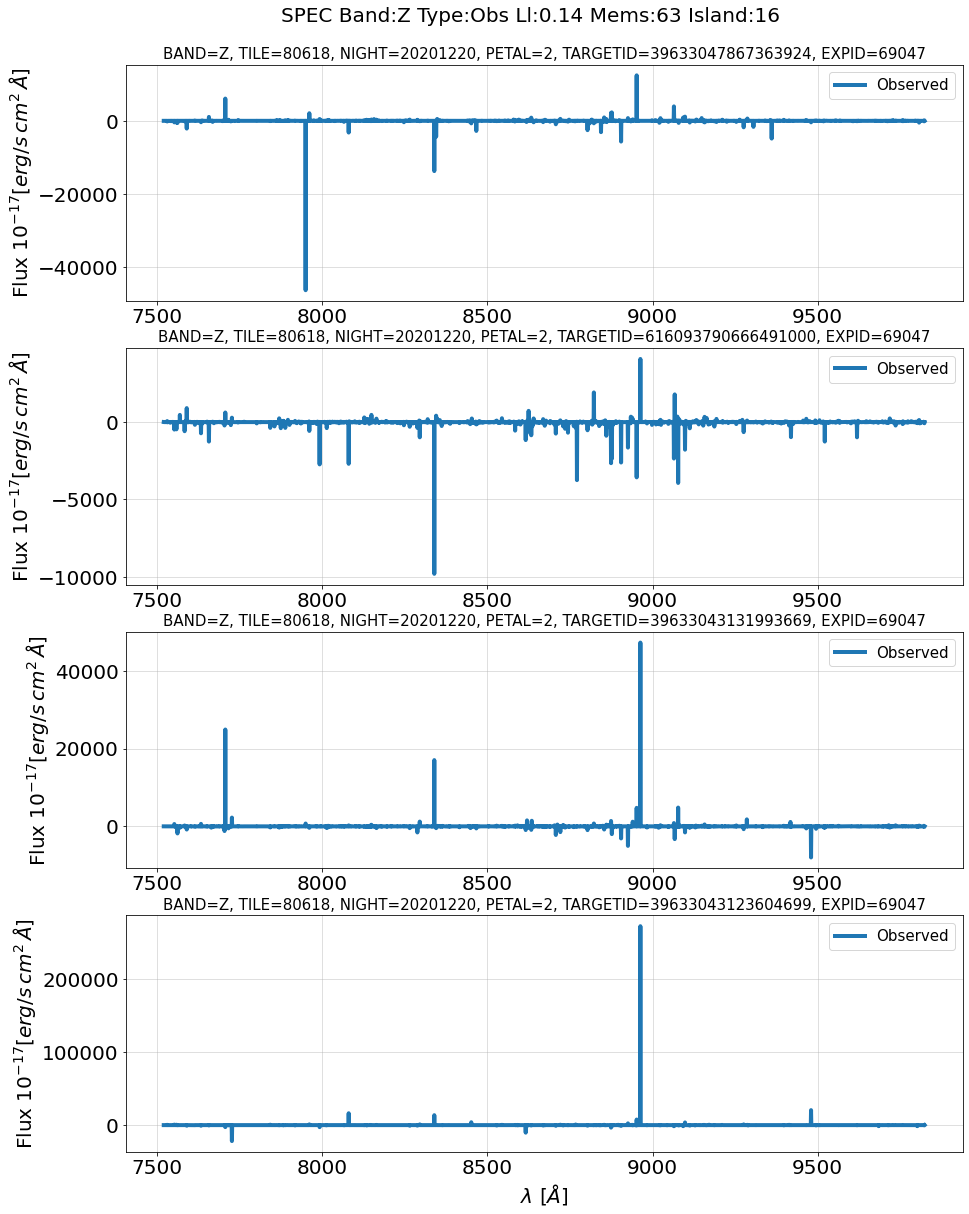 SPEC Band:Z Type:Obs Ll:0.14 Mems:63 Island:16
BAND=Z, TILE=80618, NIGHT=20201220, PETAL=2, TARGETID=39633047867363924, EXPID=69047
Observed
Flux 10^{-17}[erg/s cm^2 Å]
0
−20000
−40000
7500 8000 8500 9000 9500
BAND=Z, TILE=80618, NIGHT=20201220, PETAL=2, TARGETID=616093790666491000, EXPID=69047
Observed
Flux 10^{-17}[erg/s cm^2 Å]
0
−5000
−10000
7500 8000 8500 9000 9500
BAND=Z, TILE=80618, NIGHT=20201220, PETAL=2, TARGETID=39633043131993669, EXPID=69047
Observed
Flux 10^{-17}[erg/s cm^2 Å]
40000
20000
0
7500 8000 8500 9000 9500
BAND=Z, TILE=80618, NIGHT=20201220, PETAL=2, TARGETID=39633043123604699, EXPID=69047
Observed
Flux 10^{-17}[erg/s cm^2 Å]
200000
100000
0
7500 8000 8500 9000 9500
λ [Å]